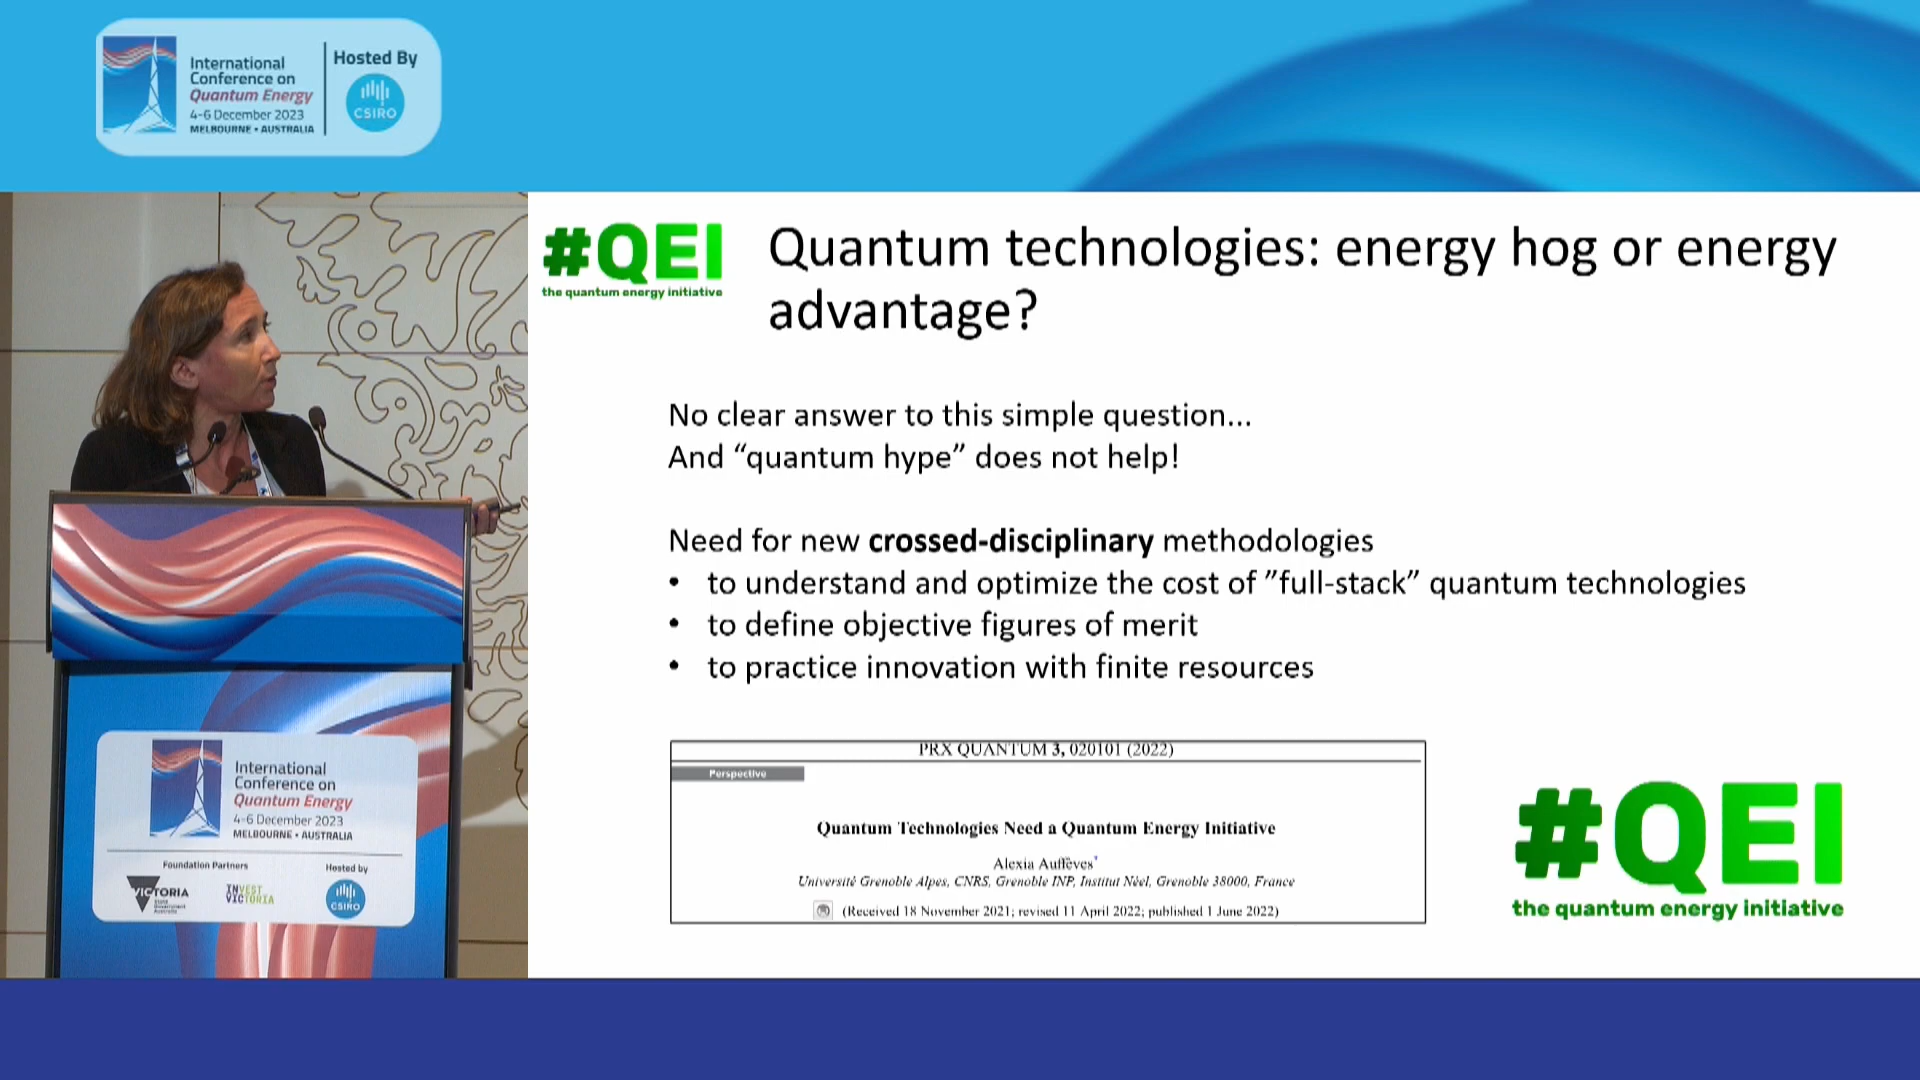 International
Conference on
Quantum Energy
4-6 December 2023
MELBOURNE • AUSTRALIA
Hosted By
CSIRO
#QEI
the quantum energy initiative
Quantum technologies: energy hog or energy
advantage?
No clear answer to this simple question...
And “quantum hype” does not help!
Need for new crossed-disciplinary methodologies
• to understand and optimize the cost of ”full-stack” quantum technologies
• to define objective figures of merit
• to practice innovation with finite resources
PRX QUANTUM 3, 020101 (2022)
Perspective
Quantum Technologies Need a Quantum Energy Initiative
Alexia Auffèves*
Université Grenoble Alpes, CNRS, Grenoble INP, Institut Néel, Grenoble 38000, France
(Received 18 November 2021; revised 11 April 2022; published 1 June 2022)
#QEI
the quantum energy initiative
International
Conference on
Quantum Energy
4-6 December 2023
MELBOURNE • AUSTRALIA
Foundation Partners
Hosted by
VICTORIA
State
Government
Australia
INVEST
VICTORIA
CSIRO